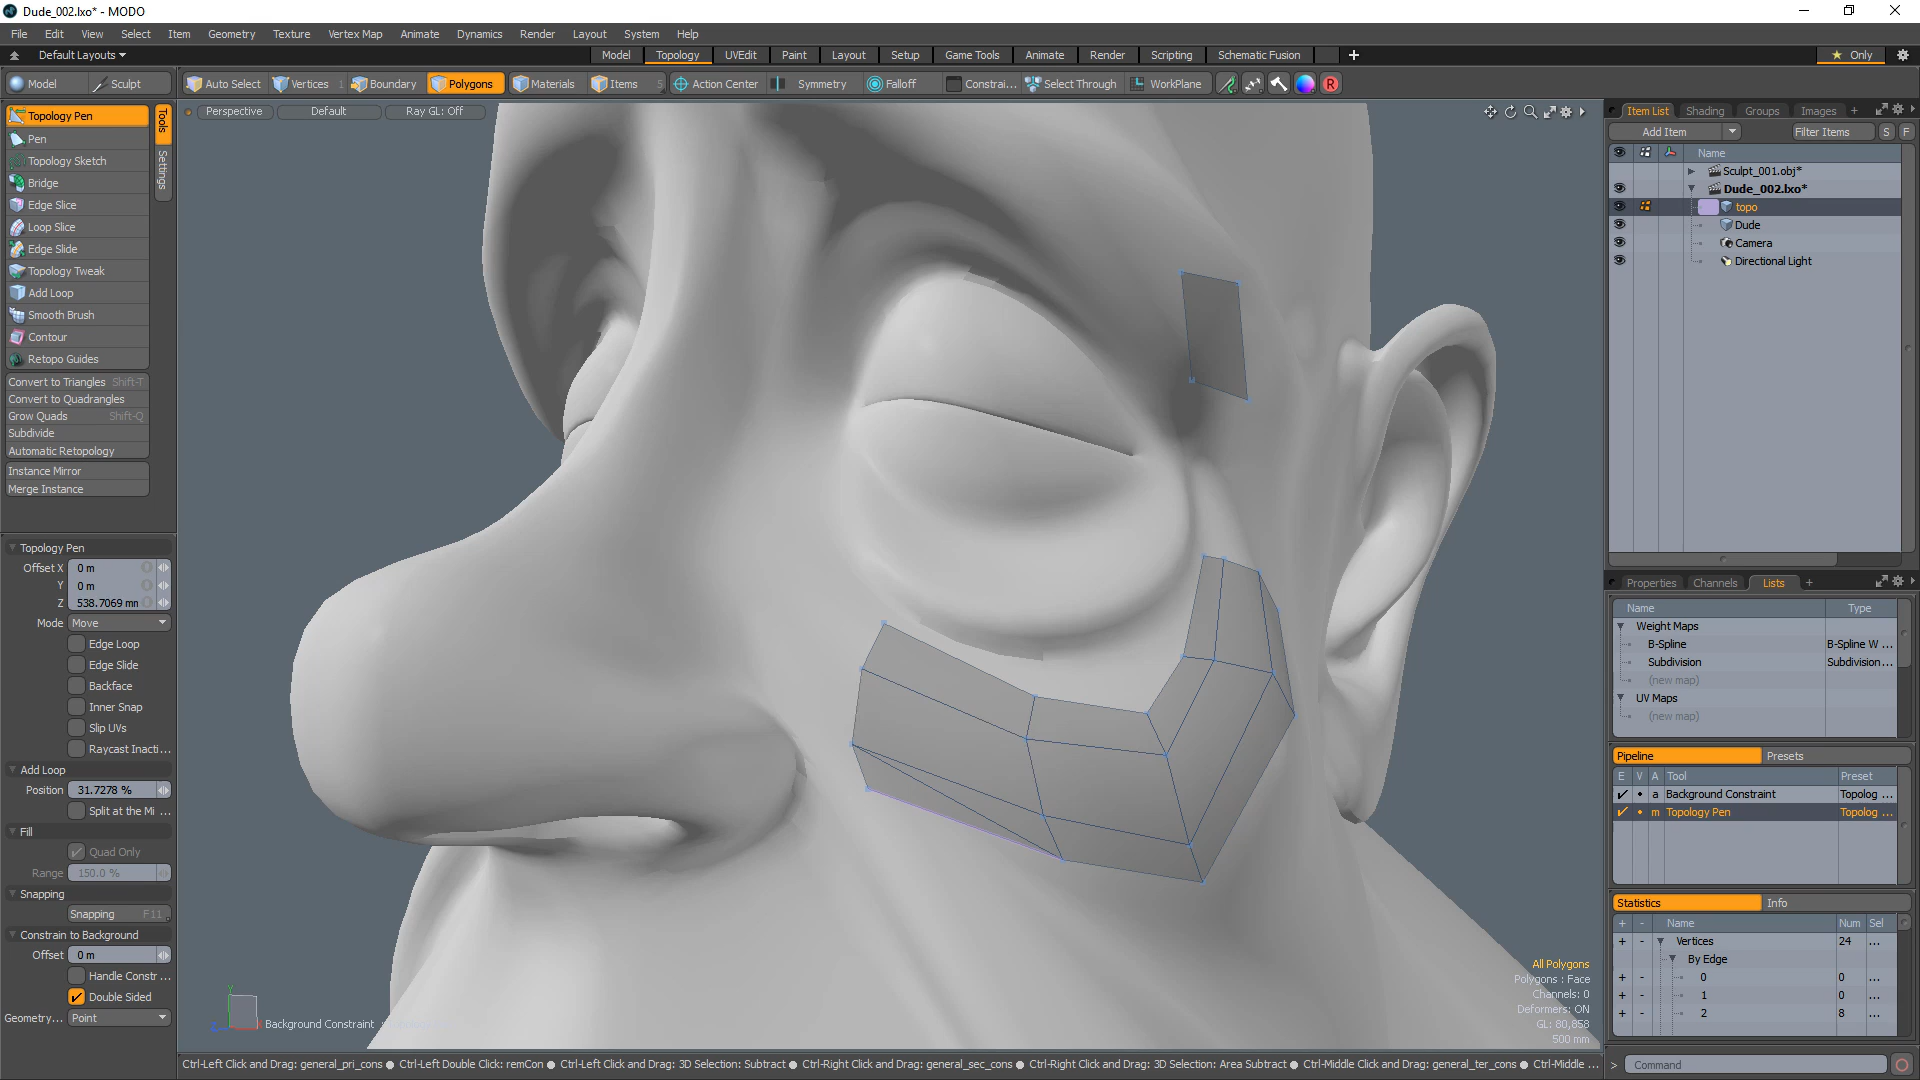 Dude_002.lxo* - MODO
File Edit View Select Item Geometry Texture Vertex Map Animate Dynamics Render Layout System Help
Default Layouts
Model Topology UVEdit Paint Layout Setup Game Tools Animate Render Scripting Schematic Fusion +
Only
Model Sculpt
Auto Select Vertices 1 Boundary Polygons Materials Items 5 Action Center Symmetry Falloff Constrai... Select Through WorkPlane
Perspective Default Ray GL: Off
Tools
Settings
Topology Pen
Pen
Topology Sketch
Bridge
Edge Slice
Loop Slice
Edge Slide
Topology Tweak
Add Loop
Smooth Brush
Contour
Retopo Guides
Convert to Triangles Shift-T
Convert to Quadrangles
Grow Quads Shift-Q
Subdivide
Automatic Retopology
Instance Mirror
Merge Instance
Topology Pen
Offset X 0 m
Y 0 m
Z 538.7069 mm
Mode Move
Edge Loop
Edge Slide
Backface
Inner Snap
Slip UVs
Raycast Inacti...
Add Loop
Position 31.7278 %
Split at the Mi ...
Fill
Quad Only
Range 150.0 %
Snapping
Snapping F11
Constrain to Background
Offset 0 m
Handle Constr ...
Double Sided
Geometry... Point
Y
Z
Background Constraint
All Polygons
Polygons : Face
Channels: 0
Deformers: ON
GL: 80,858
500 mm
Ctrl-Left Click and Drag: general_pri_cons ● Ctrl-Left Double Click: remCon ● Ctrl-Left Click and Drag: 3D Selection: Subtract ● Ctrl-Right Click and Drag: general_sec_cons ● Ctrl-Right Click and Drag: 3D Selection: Area Subtract ● Ctrl-Middle Click and Drag: general_ter_cons ● Ctrl-Middle ...
Item List Shading Groups Images +
Add Item Filter Items S F
Name
Sculpt_001.obj*
Dude_002.lxo*
topo
Dude
Camera
Directional Light
Properties Channels Lists +
Name Type
Weight Maps
B-Spline B-Spline W ...
Subdivision Subdivision...
(new map)
UV Maps
(new map)
Pipeline Presets
E V A Tool Preset
a Background Constraint Topolog ...
m Topology Pen Topolog ...
Statistics Info
+ - Name Num Sel
+ - Vertices 24 ...
By Edge
+ - 0 0 ...
+ - 1 0 ...
+ - 2 8 ...
> Command